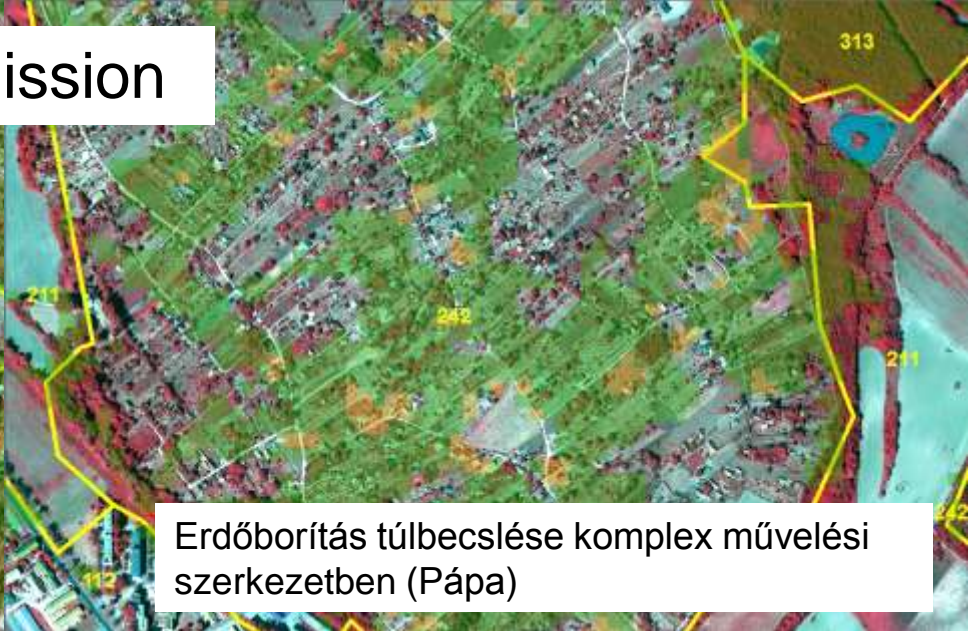 ission
313
211
242
211
242
112
Erdőborítás túlbecslése komplex művelési
szerkezetben (Pápa)